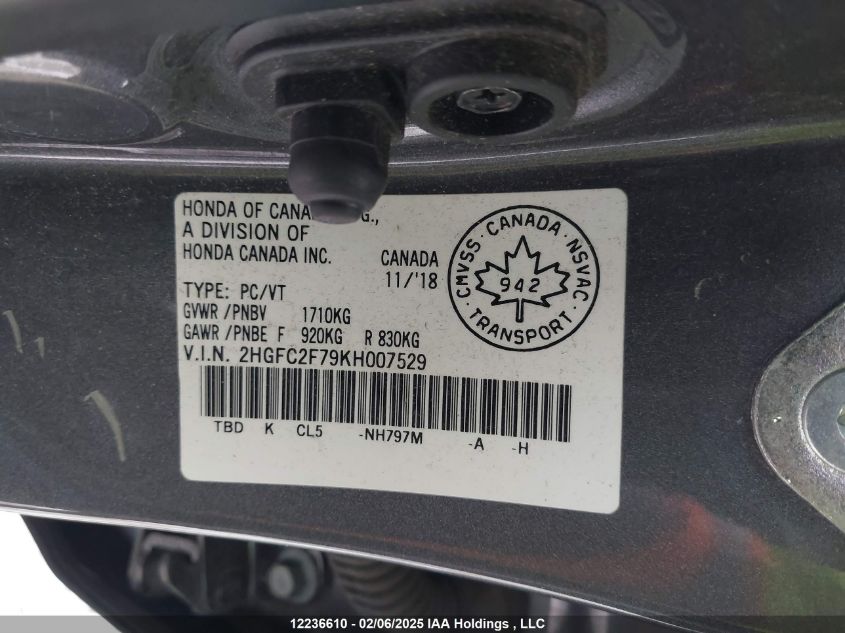 HONDA OF CANA G.,
A DIVISION OF
HONDA CANADA INC.
CANADA
11/'18
TYPE: PC/VT
GVWR /PNBV 1710KG
GAWR /PNBE F 920KG R 830KG
V.I.N. 2HGFC2F79KH007529
TBD K CL5 -NH797M -A -H
CMVSS · CANADA · NSVAC
942
· TRANSPORT ·
12236610 - 02/06/2025 IAA Holdings , LLC